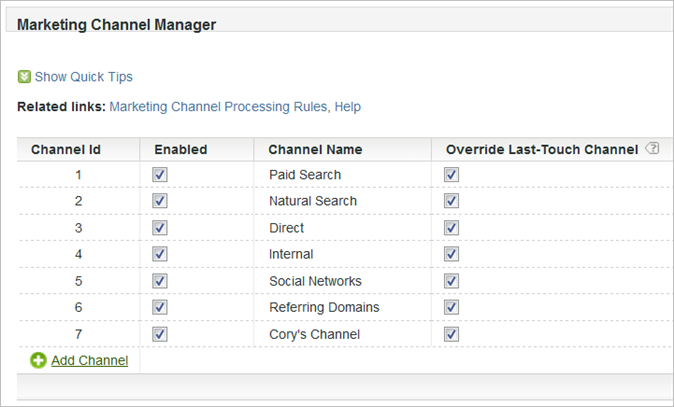 Marketing Channel Manager
Show Quick Tips
Related links: Marketing Channel Processing Rules, Help
Channel Id Enabled Channel Name Override Last-Touch Channel ?
1 Paid Search
2 Natural Search
3 Direct
4 Internal
5 Social Networks
6 Referring Domains
7 Cory's Channel
Add Channel